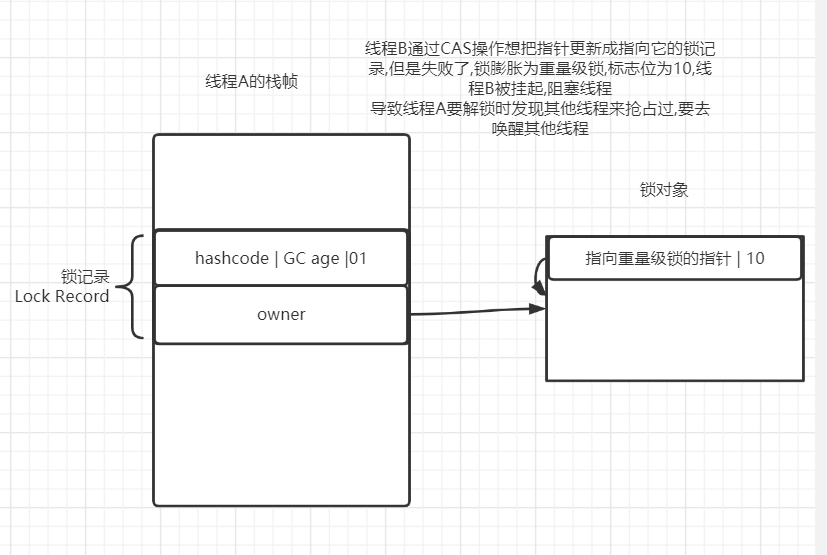 线程B通过CAS操作想把指针更新成指向它的锁记
录,但是失败了,锁膨胀为重量级锁,标志位为10,线
程B被挂起,阻塞线程
导致线程A要解锁时发现其他线程来抢占过,要去
唤醒其他线程
线程A的栈帧
锁对象
hashcode | GC age |01
指向重量级锁的指针 | 10
锁记录
Lock Record
owner